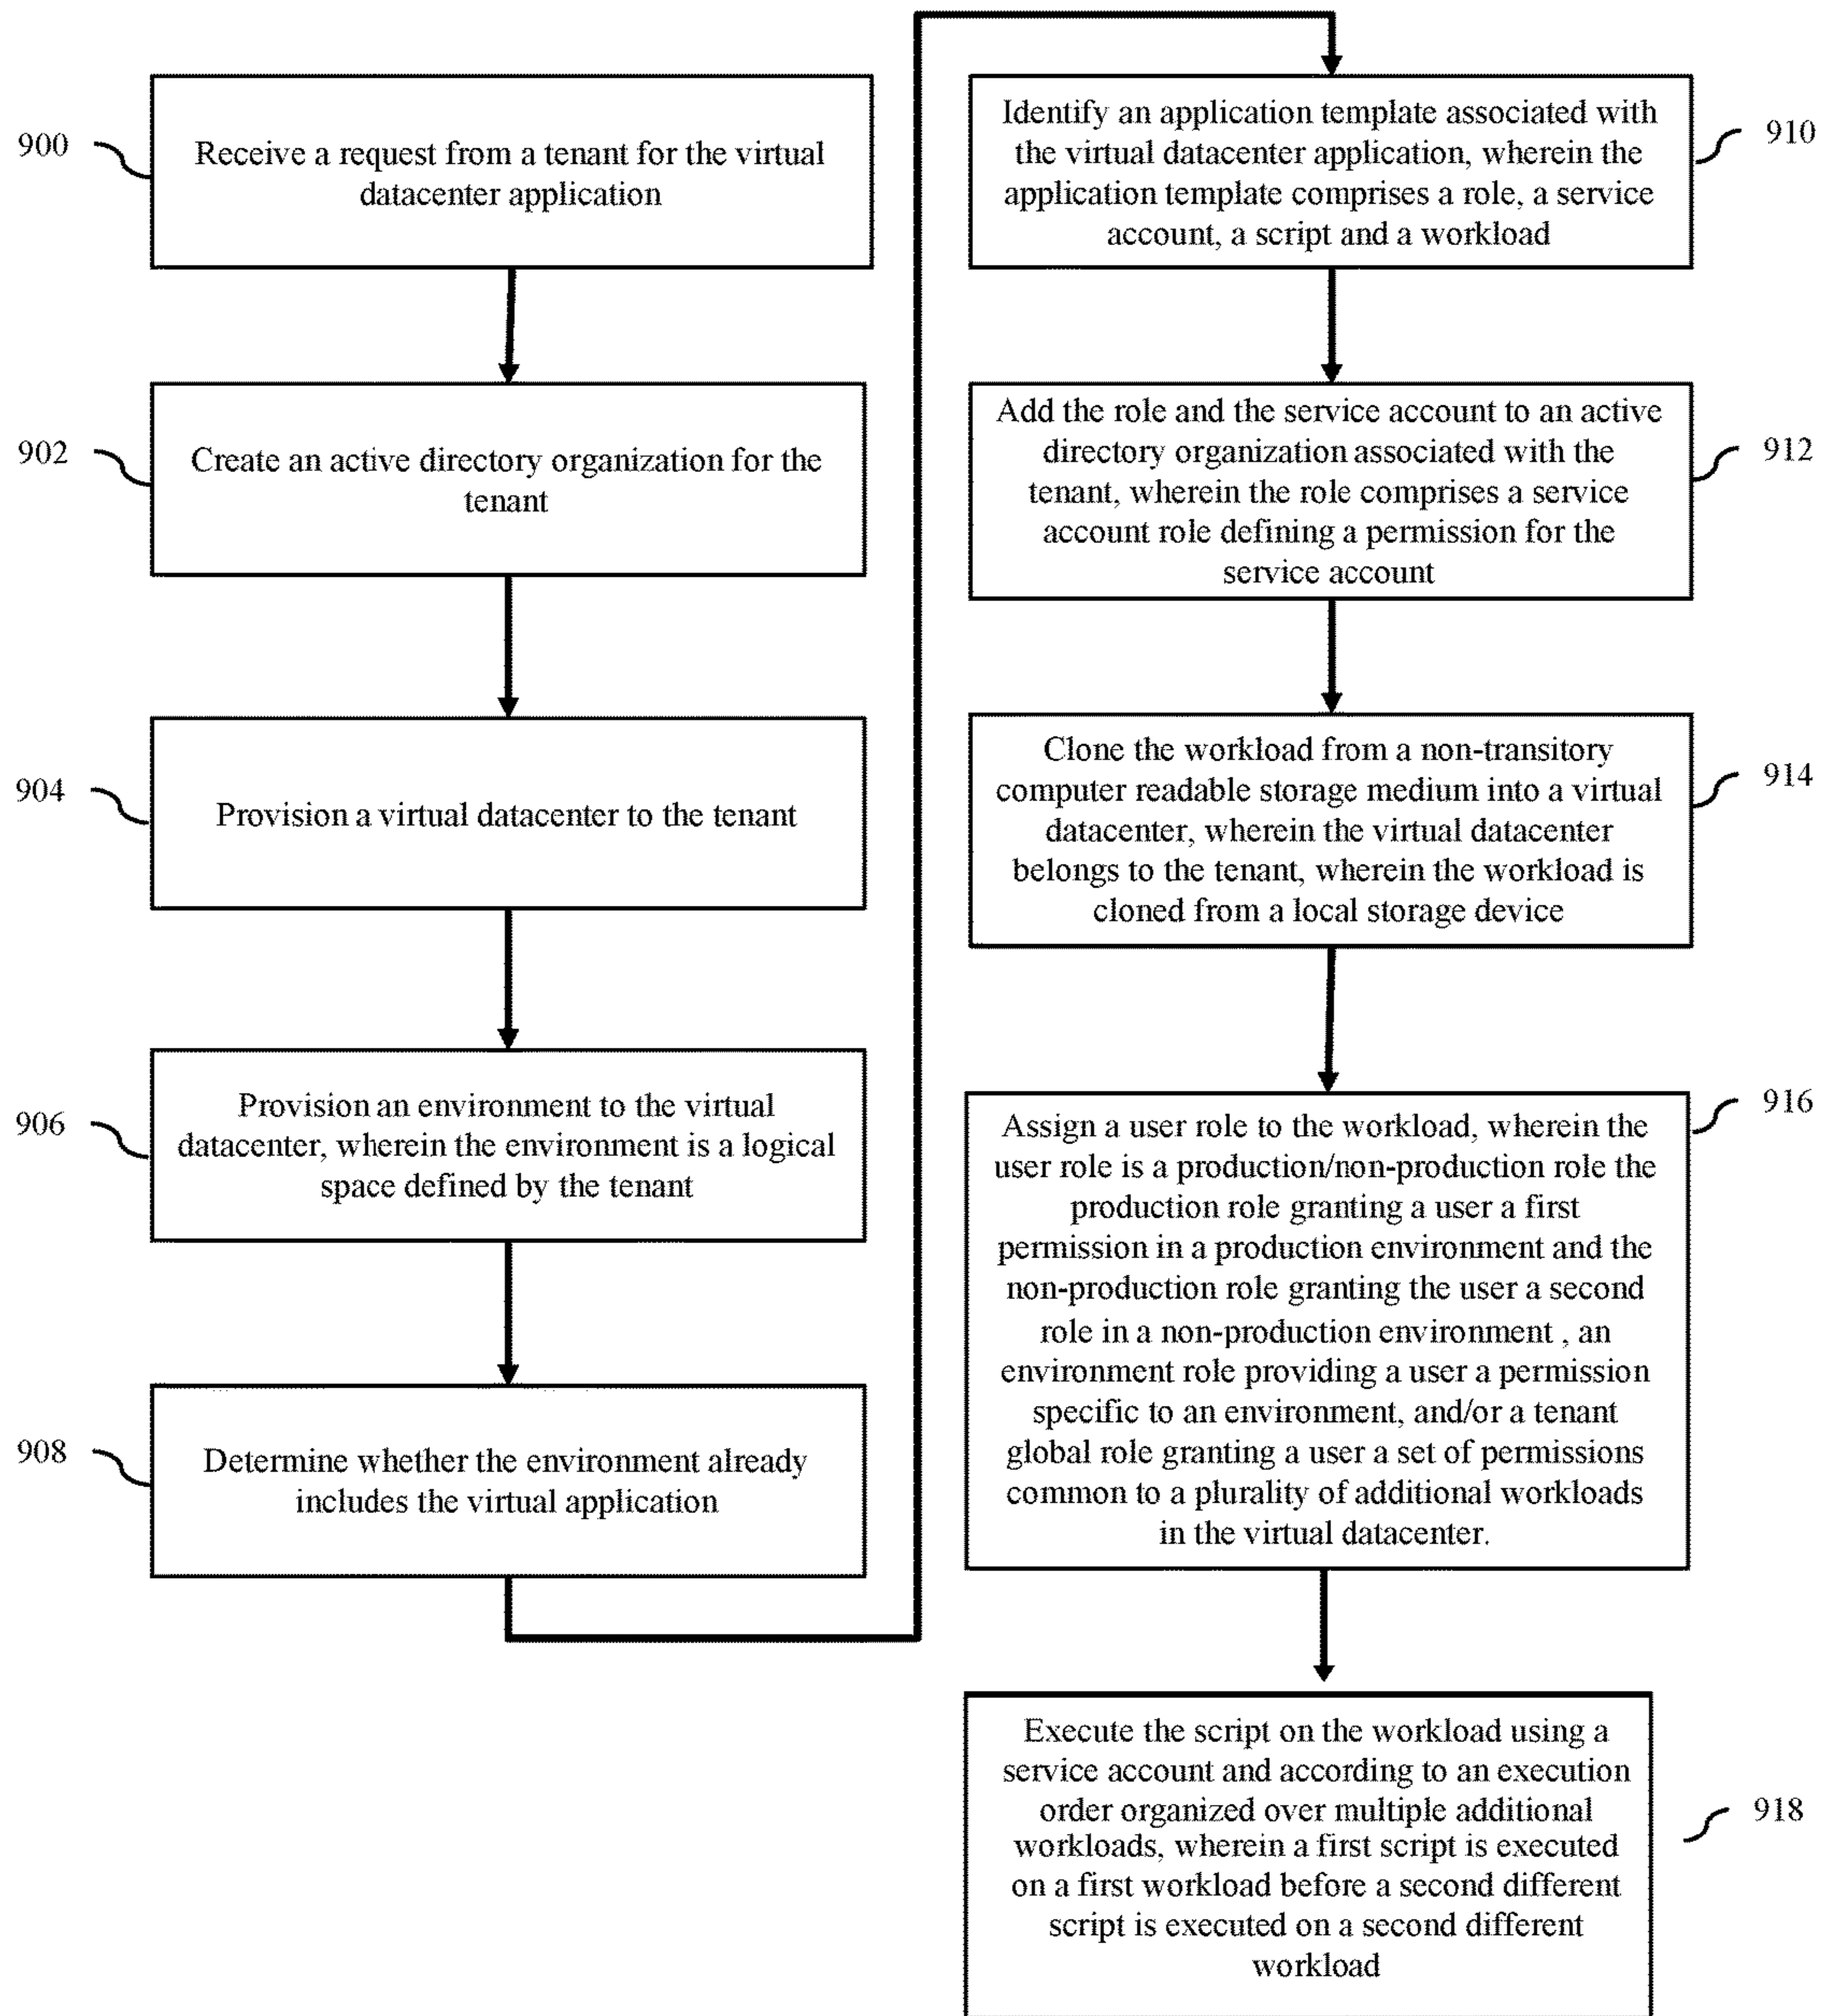 900
Receive a request from a tenant for the virtual
datacenter application
902
Create an active directory organization for the
tenant
904
Provision a virtual datacenter to the tenant
906
Provision an environment to the virtual
datacenter, wherein the environment is a logical
space defined by the tenant
908
Determine whether the environment already
includes the virtual application
Identify an application template associated with
the virtual datacenter application, wherein the
application template comprises a role, a service
account, a script and a workload
910
Add the role and the service account to an active
directory organization associated with the
tenant, wherein the role comprises a service
account role defining a permission for the
service account
912
Clone the workload from a non-transitory
computer readable storage medium into a virtual
datacenter, wherein the virtual datacenter
belongs to the tenant, wherein the workload is
cloned from a local storage device
914
Assign a user role to the workload, wherein the
user role is a production/non-production role the
production role granting a user a first
permission in a production environment and the
non-production role granting the user a second
role in a non-production environment , an
environment role providing a user a permission
specific to an environment, and/or a tenant
global role granting a user a set of permissions
common to a plurality of additional workloads
in the virtual datacenter.
916
Execute the script on the workload using a
service account and according to an execution
order organized over multiple additional
workloads, wherein a first script is executed
on a first workload before a second different
script is executed on a second different
workload
918